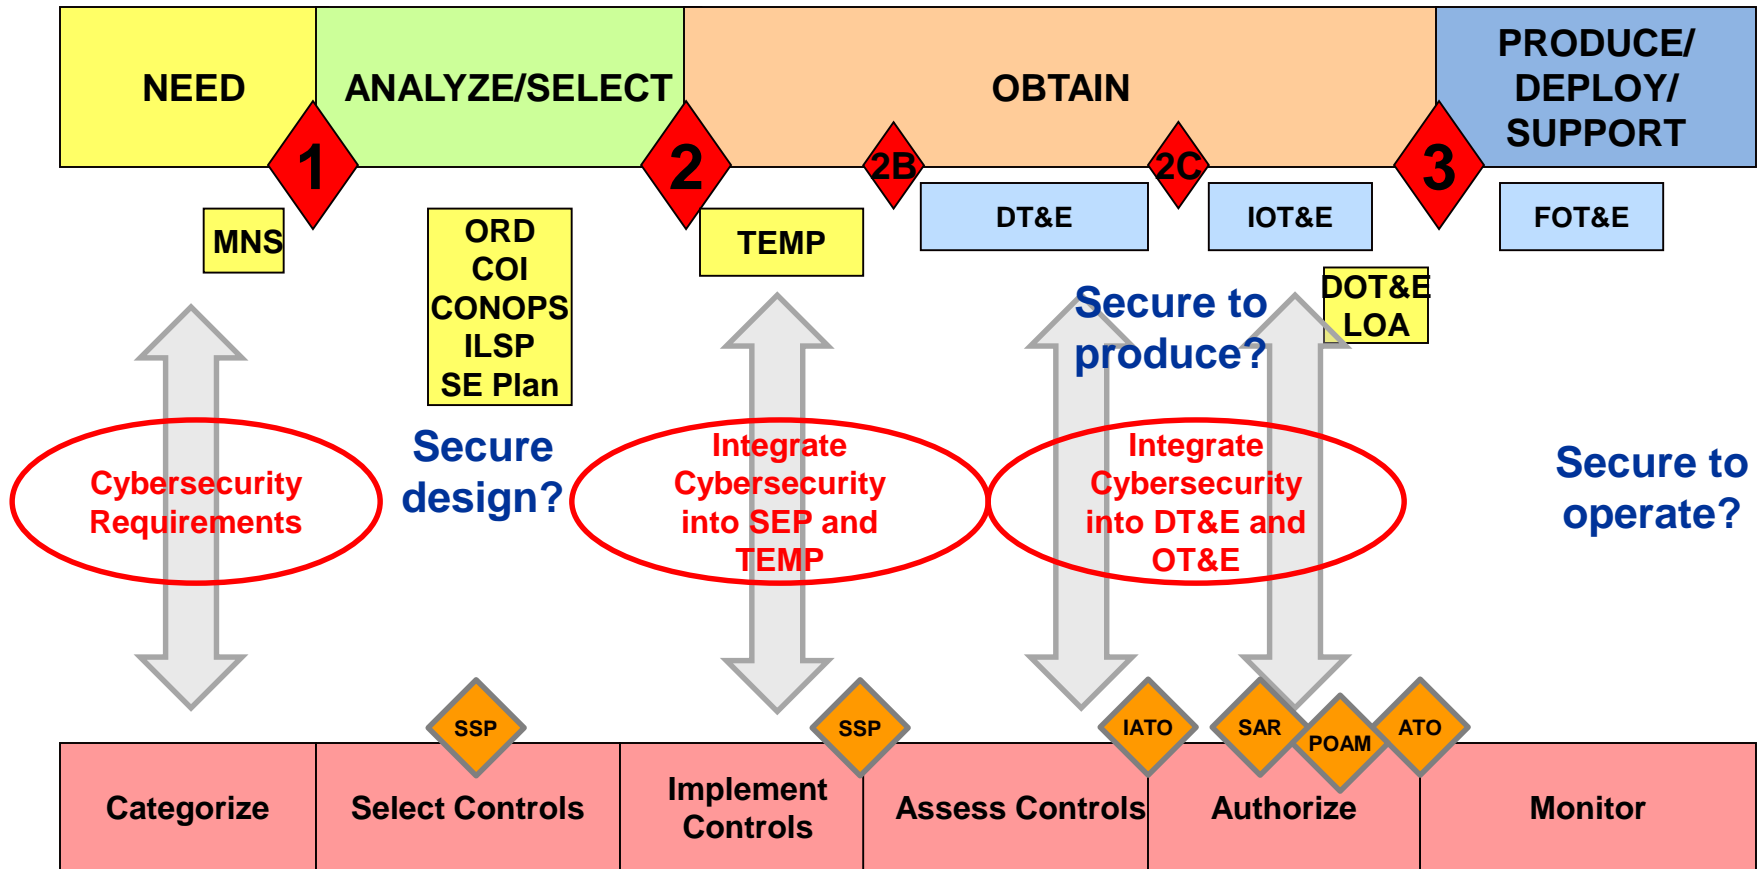 NEED
ANALYZE/SELECT
OBTAIN
PRODUCE/
DEPLOY/
SUPPORT
1
2
2B
2C
3
MNS
ORD
COI
CONOPS
ILSP
SE Plan
TEMP
DT&E
IOT&E
FOT&E
DOT&E
LOA
Secure to
produce?
Cybersecurity
Requirements
Secure
design?
Integrate
Cybersecurity
into SEP and
TEMP
Integrate
Cybersecurity
into DT&E and
OT&E
Secure to
operate?
SSP
SSP
IATO
SAR
POAM
ATO
Categorize
Select Controls
Implement
Controls
Assess Controls
Authorize
Monitor